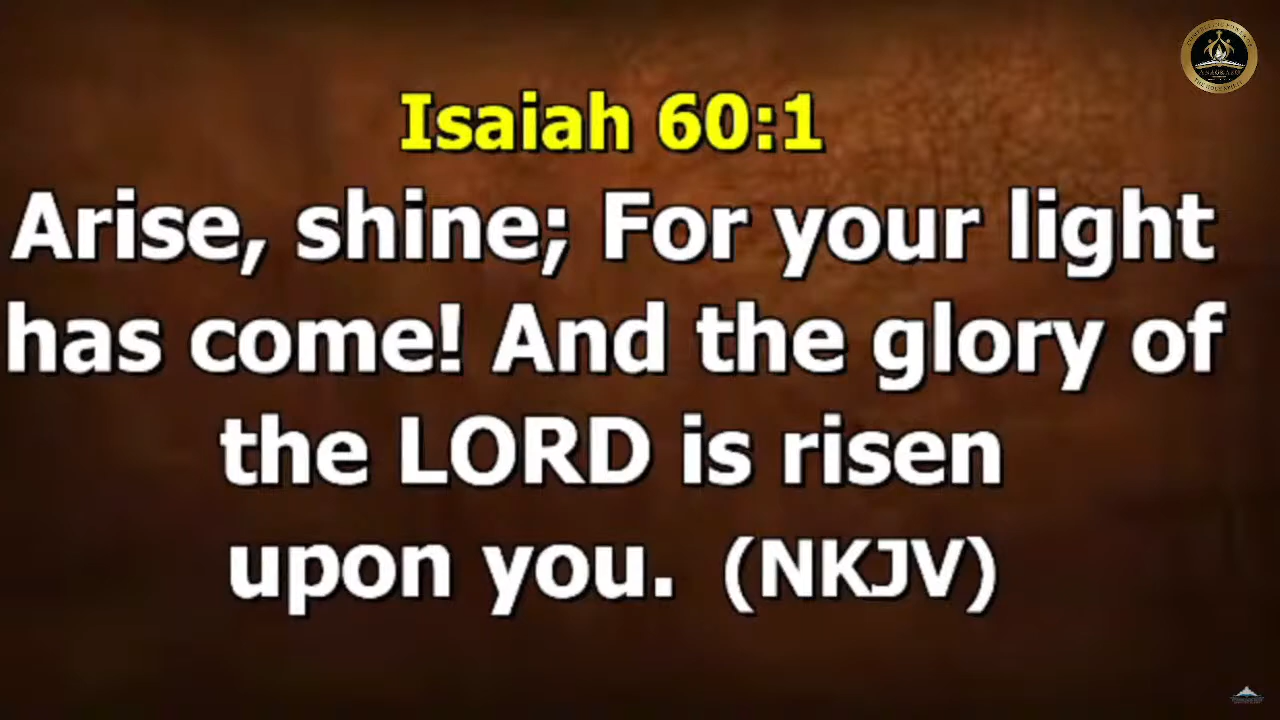 Isaiah 60:1
Arise, shine; For your light
has come! And the glory of
the LORD is risen
upon you. (NKJV)